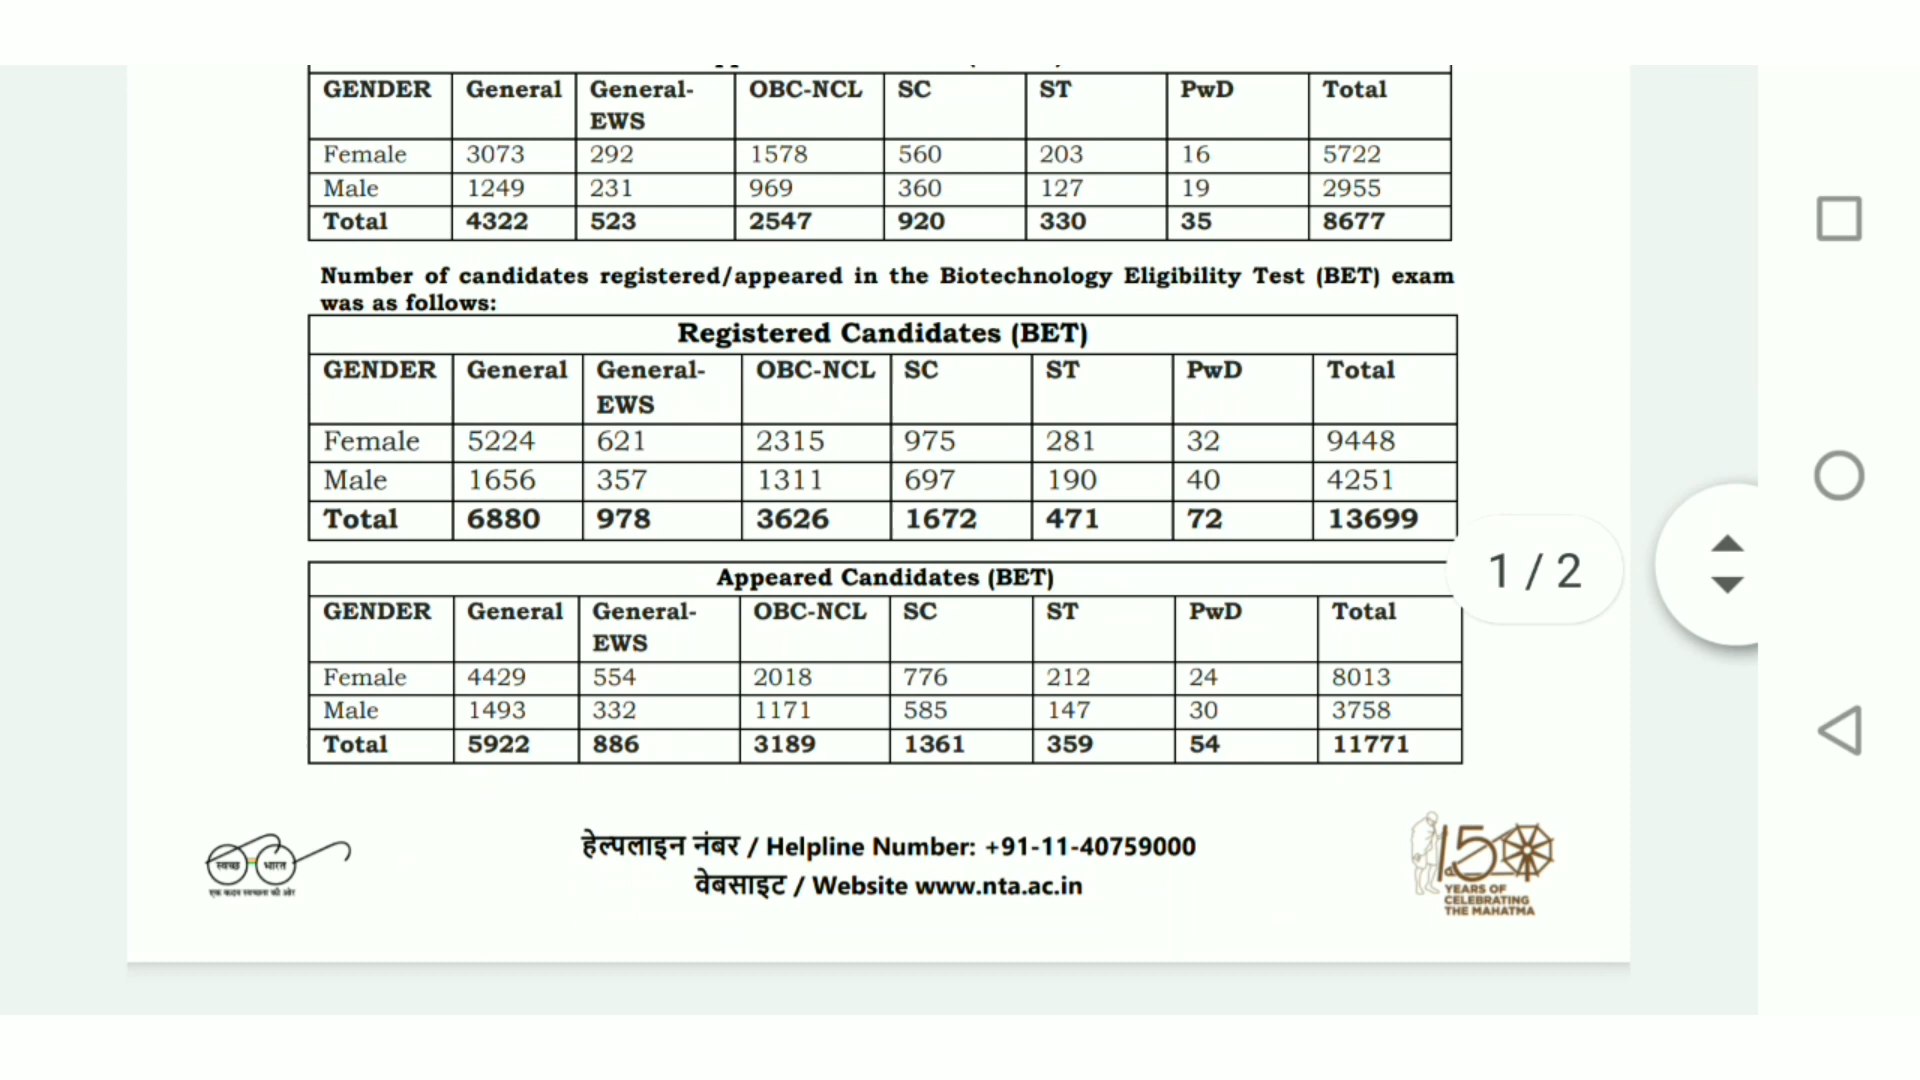 GENDER General General- OBC-NCL SC ST PwD Total
EWS
Female 3073 292 1578 560 203 16 5722
Male 1249 231 969 360 127 19 2955
Total 4322 523 2547 920 330 35 8677
Number of candidates registered/appeared in the Biotechnology Eligibility Test (BET) exam
was as follows:
Registered Candidates (BET)
GENDER General General- OBC-NCL SC ST PwD Total
EWS
Female 5224 621 2315 975 281 32 9448
Male 1656 357 1311 697 190 40 4251
Total 6880 978 3626 1672 471 72 13699
Appeared Candidates (BET)
GENDER General General- OBC-NCL SC ST PwD Total
EWS
Female 4429 554 2018 776 212 24 8013
Male 1493 332 1171 585 147 30 3758
Total 5922 886 3189 1361 359 54 11771
1 / 2
स्वच्छ भारत
एक कदम स्वच्छता की ओर
हेल्पलाइन नंबर / Helpline Number: +91-11-40759000
वेबसाइट / Website www.nta.ac.in
150
YEARS OF
CELEBRATING
THE MAHATMA